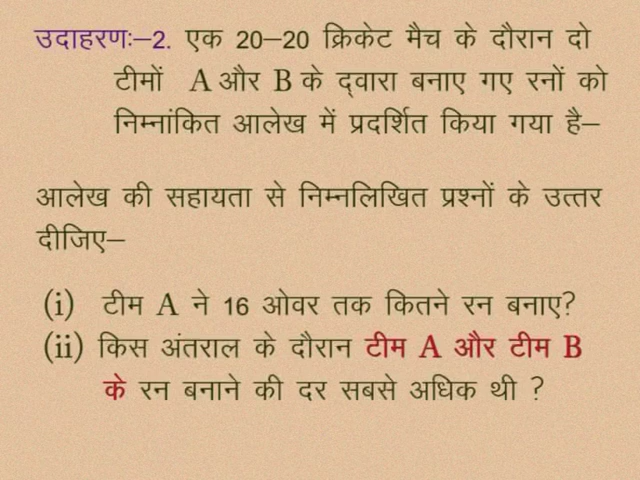 उदाहरणः–2. एक 20–20 क्रिकेट मैच के दौरान दो
टीमों A और B के द्वारा बनाए गए रनों को
निम्नांकित आलेख में प्रदर्शित किया गया है–
आलेख की सहायता से निम्नलिखित प्रश्नों के उत्तर
दीजिए–
(i) टीम A ने 16 ओवर तक कितने रन बनाए?
(ii) किस अंतराल के दौरान टीम A और टीम B
के रन बनाने की दर सबसे अधिक थी ?